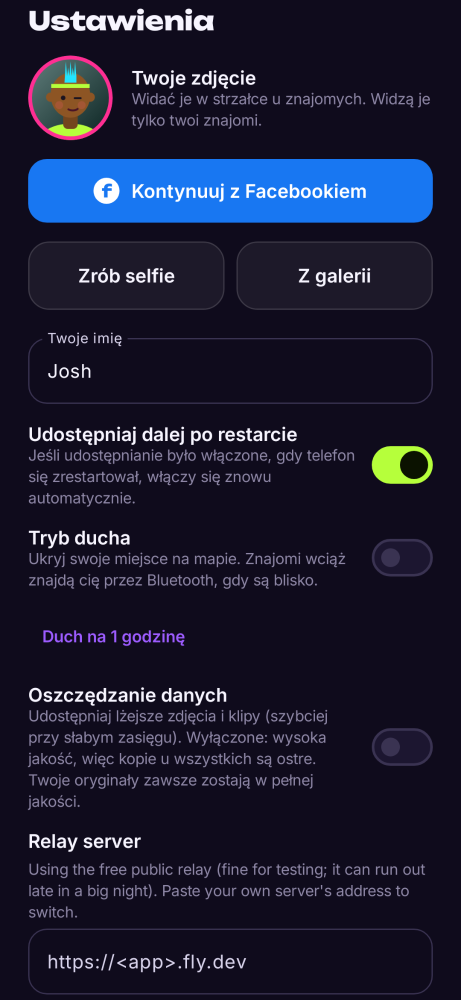 Ustawienia
Twoje zdjęcie
Widać je w strzałce u znajomych. Widzą je
tylko twoi znajomi.
Kontynuuj z Facebookiem
Zrób selfie
Z galerii
Twoje imię
Josh
Udostępniaj dalej po restarcie
Jeśli udostępnianie było włączone, gdy telefon
się zrestartował, włączy się znowu
automatycznie.
Tryb ducha
Ukryj swoje miejsce na mapie. Znajomi wciąż
znajdą cię przez Bluetooth, gdy są blisko.
Duch na 1 godzinę
Oszczędzanie danych
Udostępniaj lżejsze zdjęcia i klipy (szybciej
przy słabym zasięgu). Wyłączone: wysoka
jakość, więc kopie u wszystkich są ostre.
Twoje oryginały zawsze zostają w pełnej
jakości.
Relay server
Using the free public relay (fine for testing; it can run out
late in a big night). Paste your own server's address to
switch.
https://<app>.fly.dev